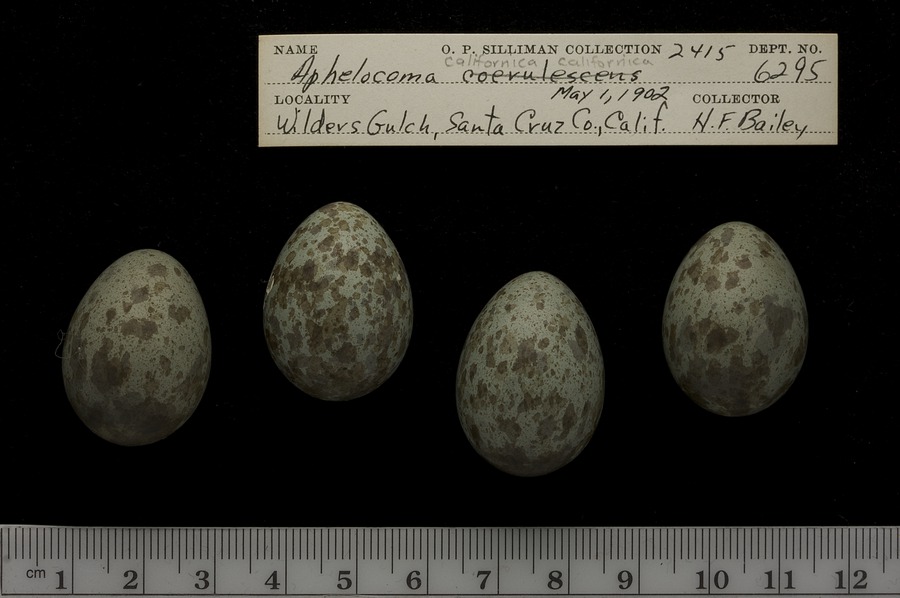 NAME O. P. SILLIMAN COLLECTION 2415 DEPT. NO.
californica californica
Aphelocoma coerulescens 6295
LOCALITY May 1, 1902 COLLECTOR
Wilders Gulch, Santa Cruz Co., Calif. H. F. Bailey
cm 1 2 3 4 5 6 7 8 9 10 11 12